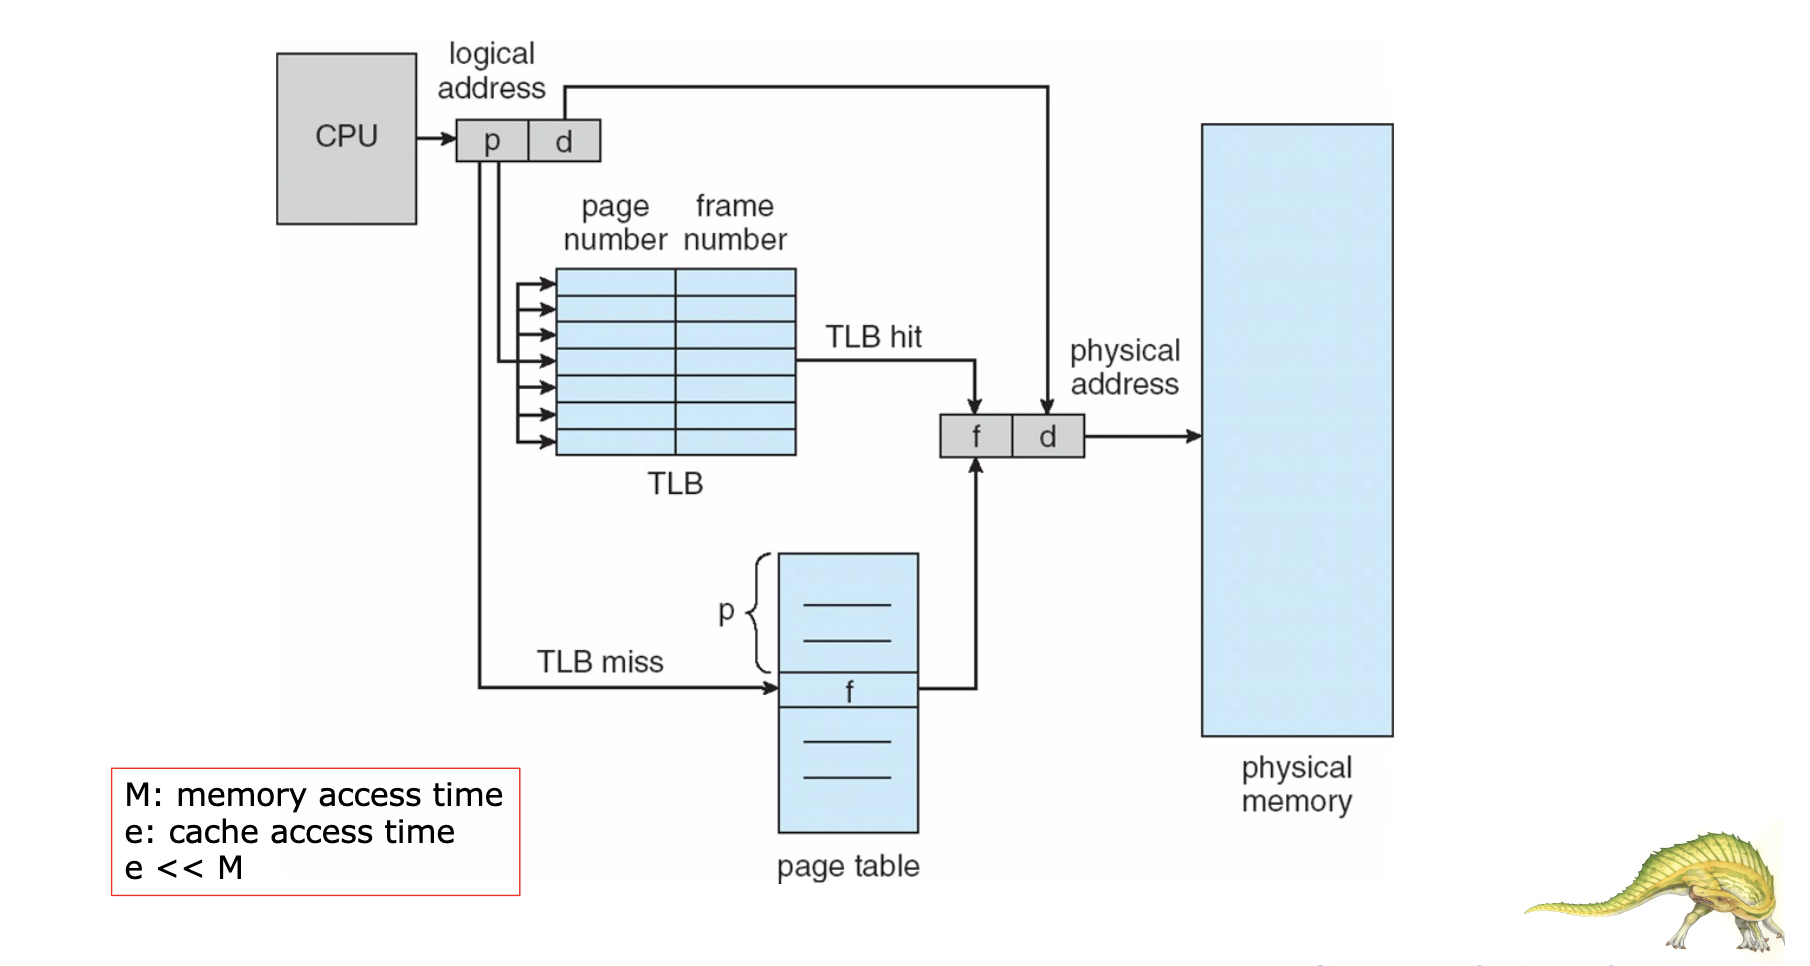 logical
address
CPU
p
d
page
number
frame
number
TLB hit
TLB
physical
address
f
d
p
TLB miss
f
page table
physical
memory
M: memory access time
e: cache access time
e << M